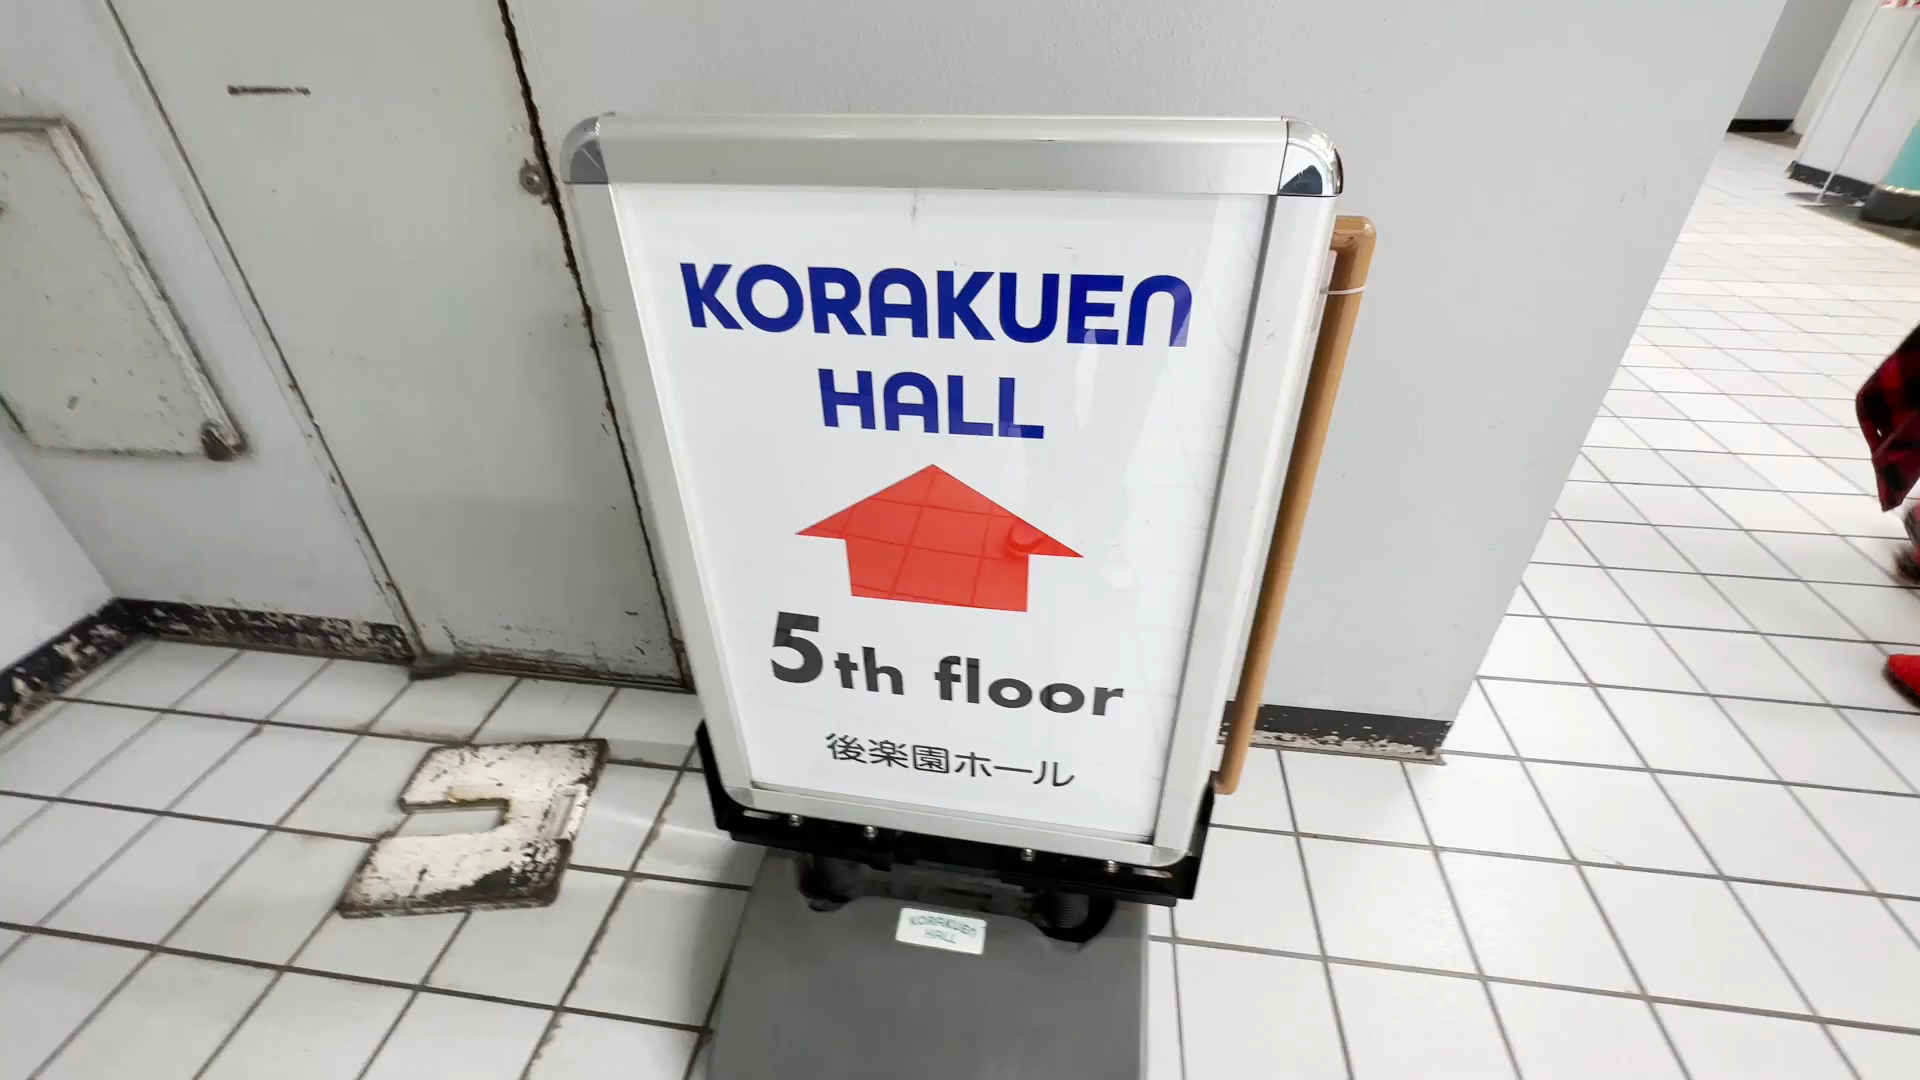 KORAKUEN
HALL
5th floor
後楽園ホール
KORAKUEN
HALL